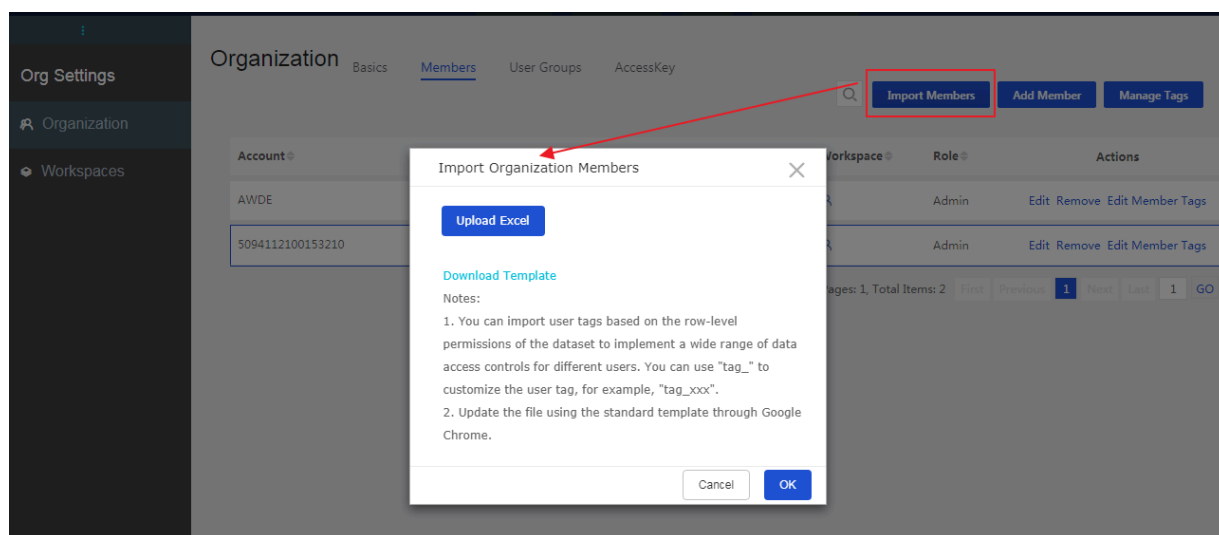 Org Settings
Organization
Workspaces
Organization Basics Members User Groups AccessKey
Import Members Add Member Manage Tags
Account Workspace Role Actions
AWDE Admin Edit Remove Edit Member Tags
5094112100153210 Admin Edit Remove Edit Member Tags
ages: 1, Total Items: 2 First Previous 1 Next Last 1 GO
Import Organization Members
Upload Excel
Download Template
Notes:
1. You can import user tags based on the row-level
permissions of the dataset to implement a wide range of data
access controls for different users. You can use "tag_" to
customize the user tag, for example, "tag_xxx".
2. Update the file using the standard template through Google
Chrome.
Cancel OK